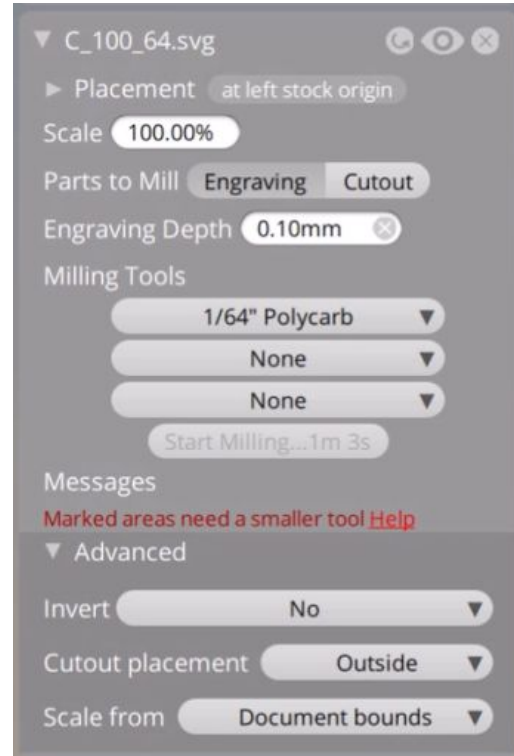 C_100_64.svg
Placement at left stock origin
Scale 100.00%
Parts to Mill Engraving Cutout
Engraving Depth 0.10mm
Milling Tools
1/64" Polycarb
None
None
Start Milling...1m 3s
Messages
Marked areas need a smaller tool Help
Advanced
Invert No
Cutout placement Outside
Scale from Document bounds